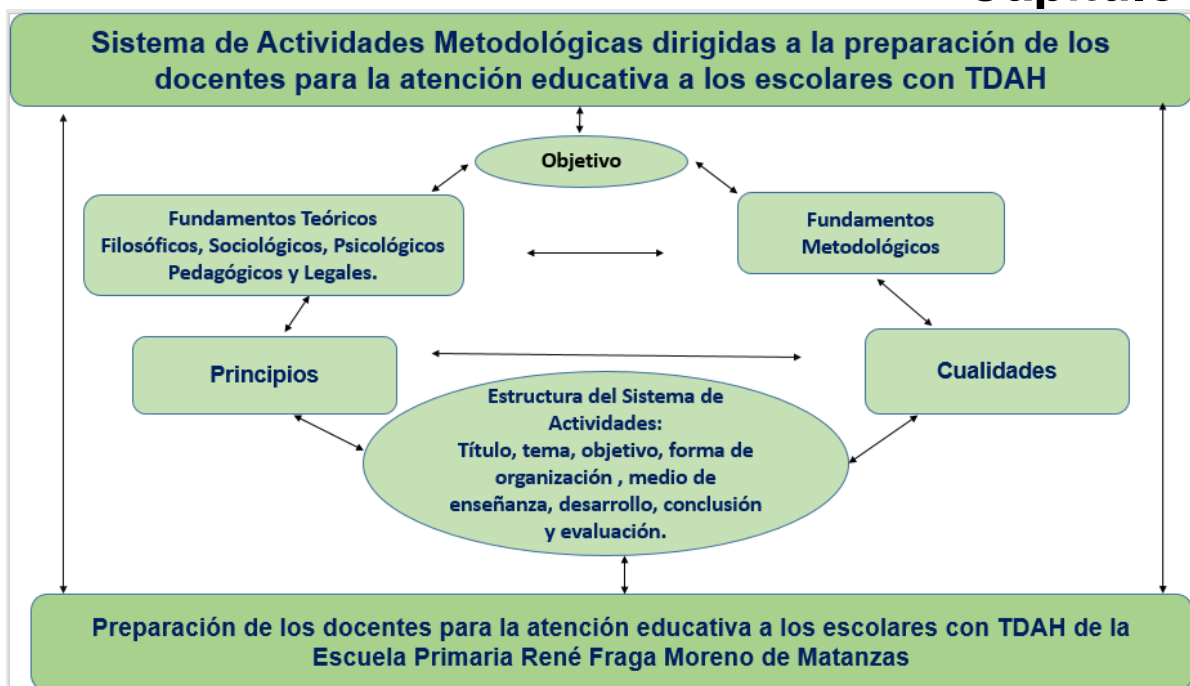 Sistema de Actividades Metodológicas dirigidas a la preparación de los
docentes para la atención educativa a los escolares con TDAH
Objetivo
Fundamentos Teóricos
Filosóficos, Sociológicos, Psicológicos
Pedagógicos y Legales.
Fundamentos
Metodológicos
Principios
Cualidades
Estructura del Sistema de
Actividades:
Título, tema, objetivo, forma de
organización , medio de
enseñanza, desarrollo, conclusión
y evaluación.
Preparación de los docentes para la atención educativa a los escolares con TDAH de la
Escuela Primaria René Fraga Moreno de Matanzas